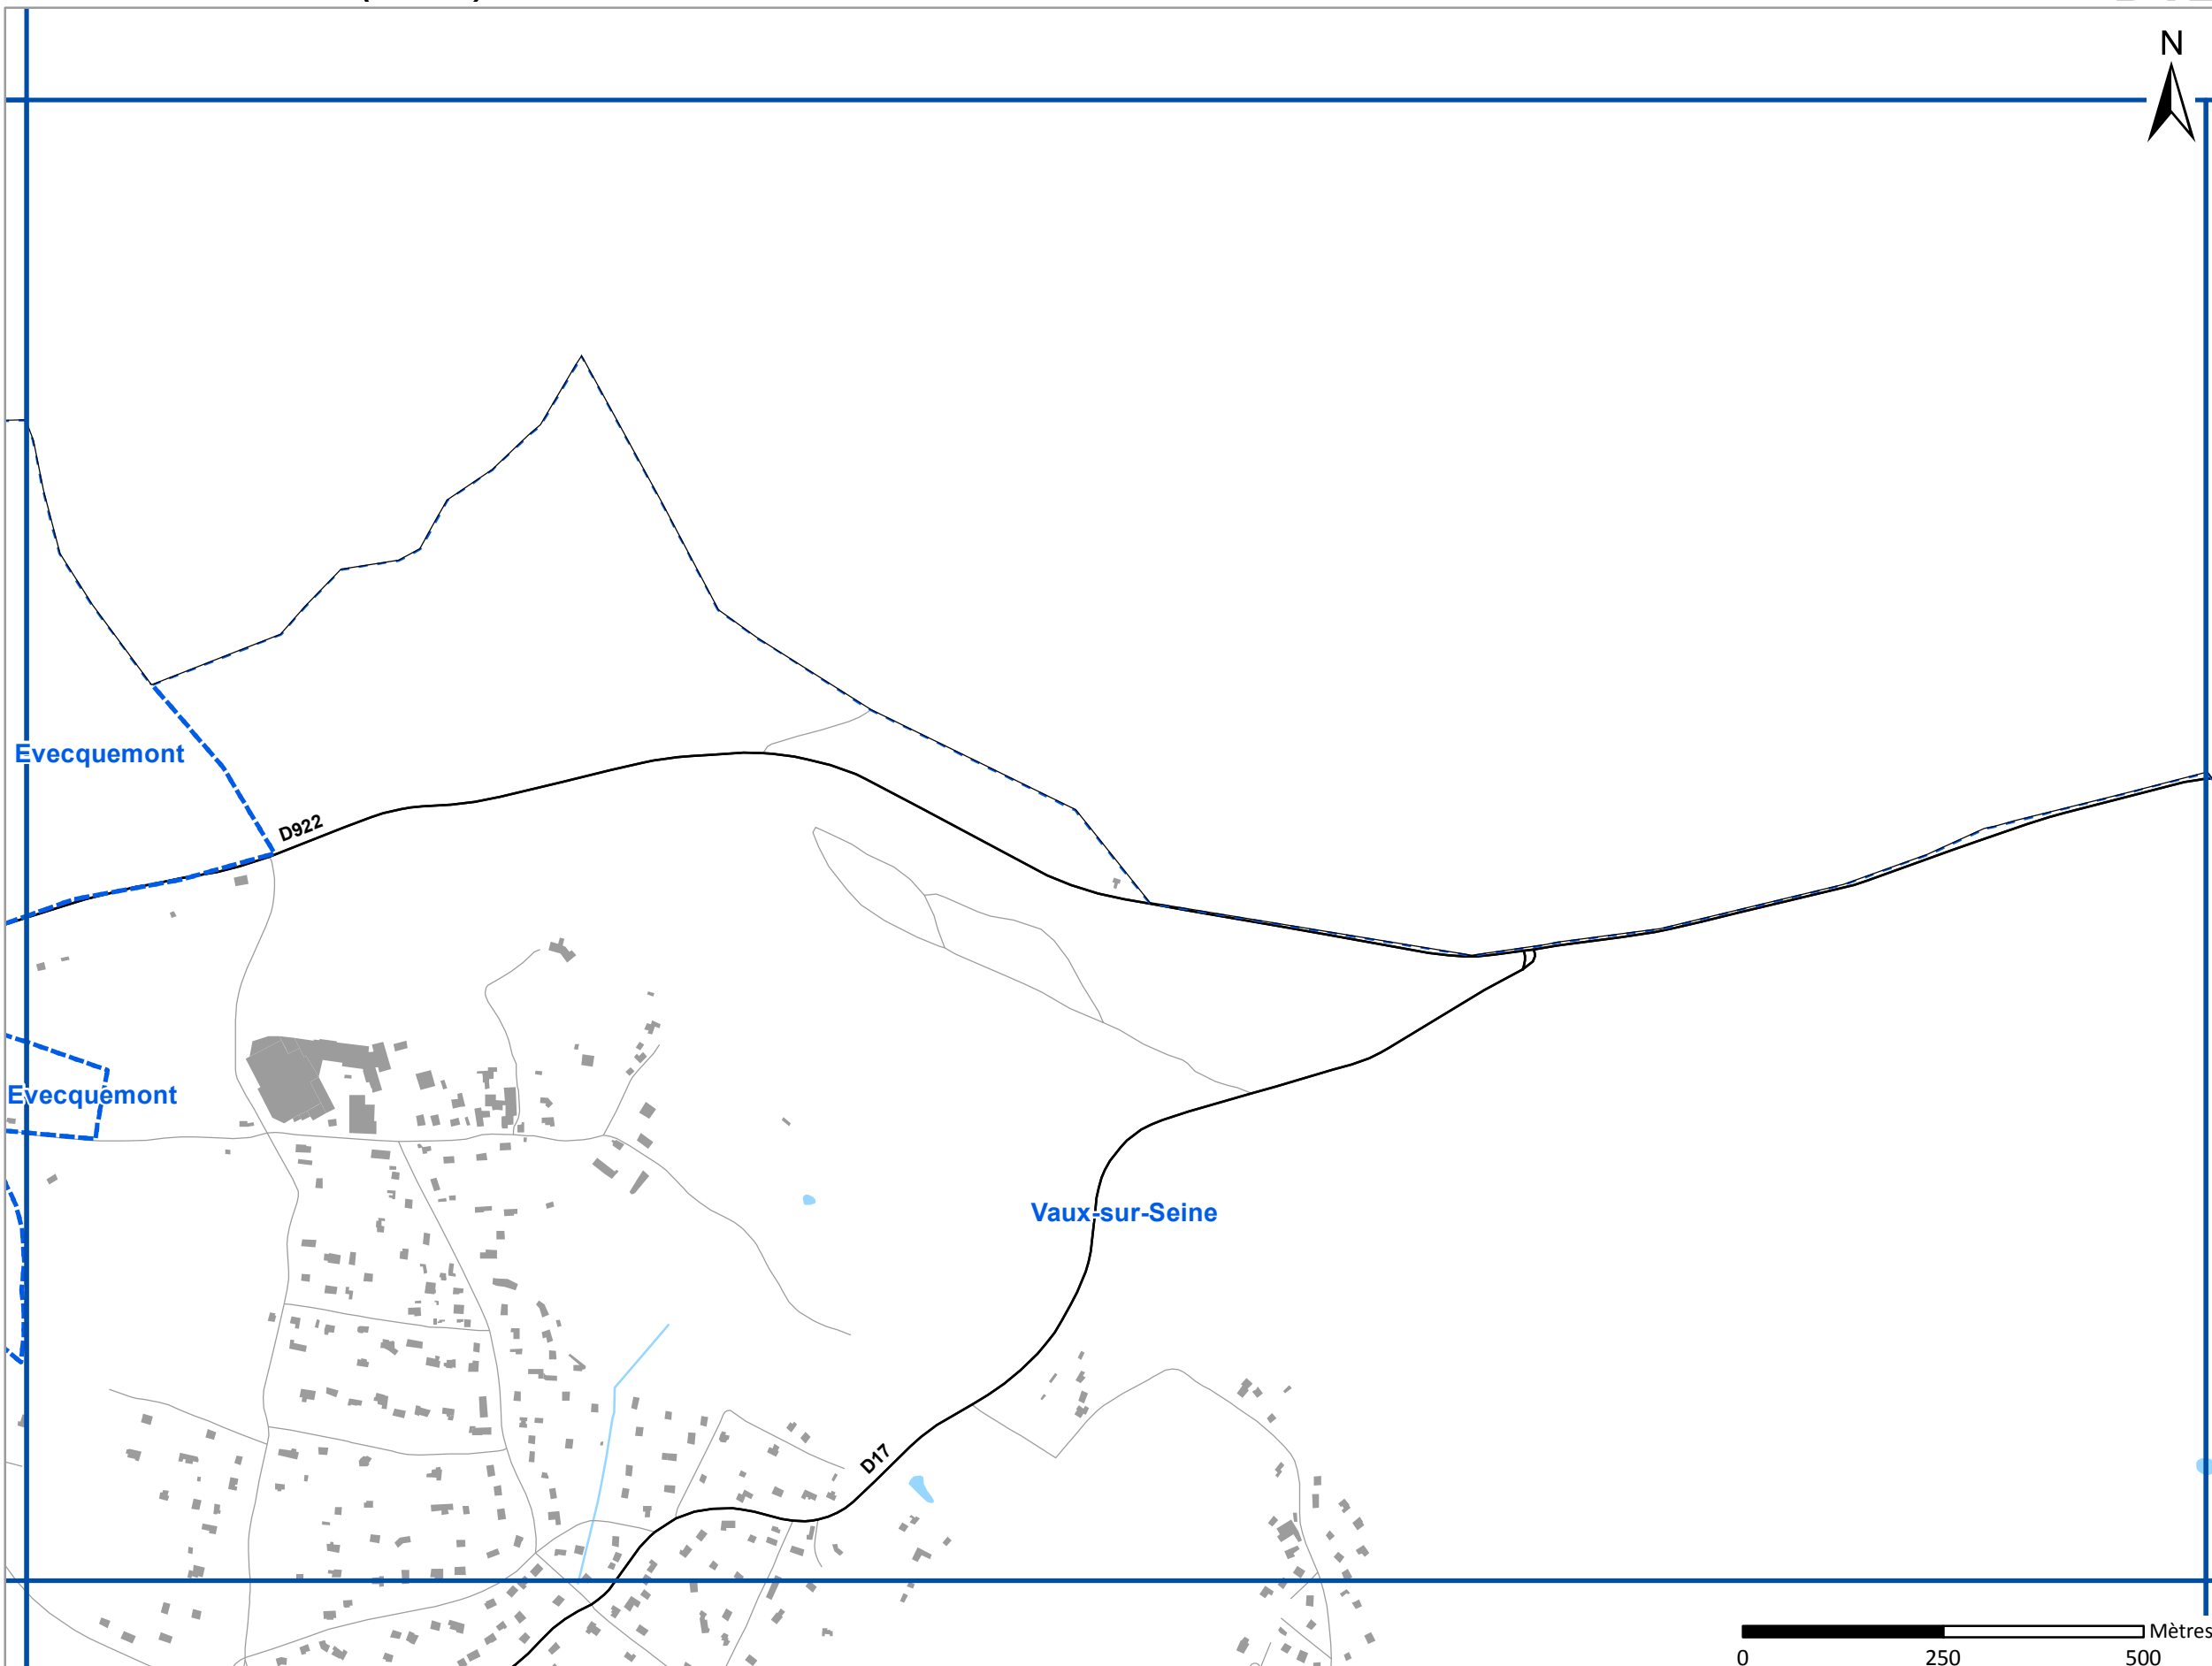 N
Evecquemont
D922
Evecquemont
Vaux-sur-Seine
D17
Mètres
0 250 500